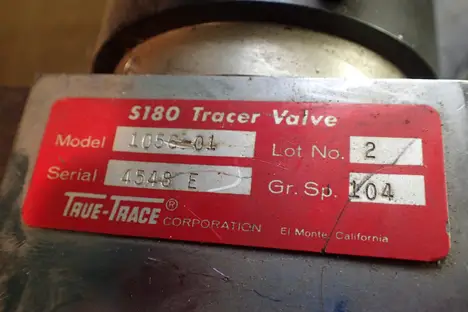 S180 Tracer Valve
Model 1056-01 Lot No. 2
Serial 4548 E Gr. Sp. 104
TRUE-TRACE® CORPORATION El Monte, California